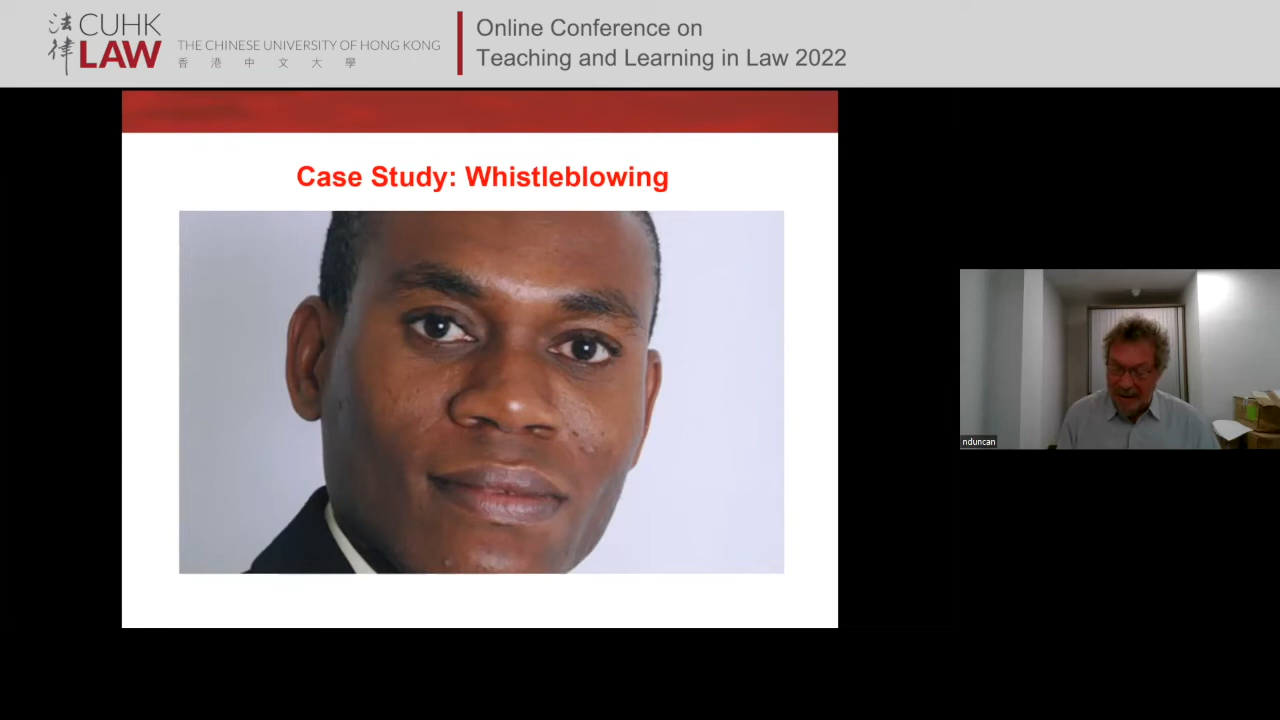 法律
CUHK
LAW
THE CHINESE UNIVERSITY OF HONG KONG
香港中文大學
Online Conference on
Teaching and Learning in Law 2022
Case Study: Whistleblowing
nduncan